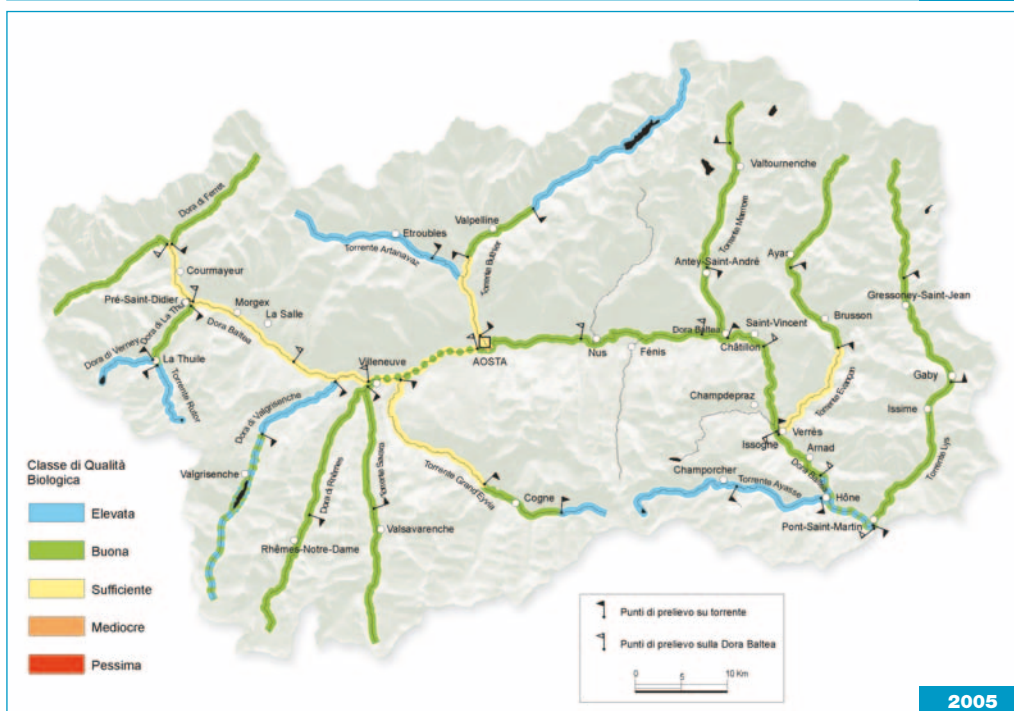 Dora di Ferret
Courmayeur
Pré-Saint-Didier
Dora di La Thu
Morgex
La Salle
Dora Baltea
Dora di Verney
La Thuile
Torrente Rutor
Etroubles
Torrente Artanavaz
Valpelline
Torrente Buthier
Valtournenche
Torrente Marmore
Antey-Saint-André
Ayas
Gressoney-Saint-Jean
Brusson
AOSTA
Nus
Fénis
Dora Baltea
Saint-Vincent
Châtillon
Torrente Evançon
Gaby
Issime
Torrente Lys
Villeneuve
Dora di Valgrisenche
Valgrisenche
Dora di Rhêmes
Rhêmes-Notre-Dame
Torrente Savara
Valsavarenche
Torrente Grand'Eyvia
Cogne
Champdepraz
Verrès
Issogne
Arnad
Dora Ba
Champorcher
Torrente Ayasse
Hône
Pont-Saint-Martin
Classe di Qualità
Biologica
Elevata
Buona
Sufficiente
Mediocre
Pessima
Punti di prelievo su torrente
Punti di prelievo sulla Dora Baltea
0 5 10 Km
2005